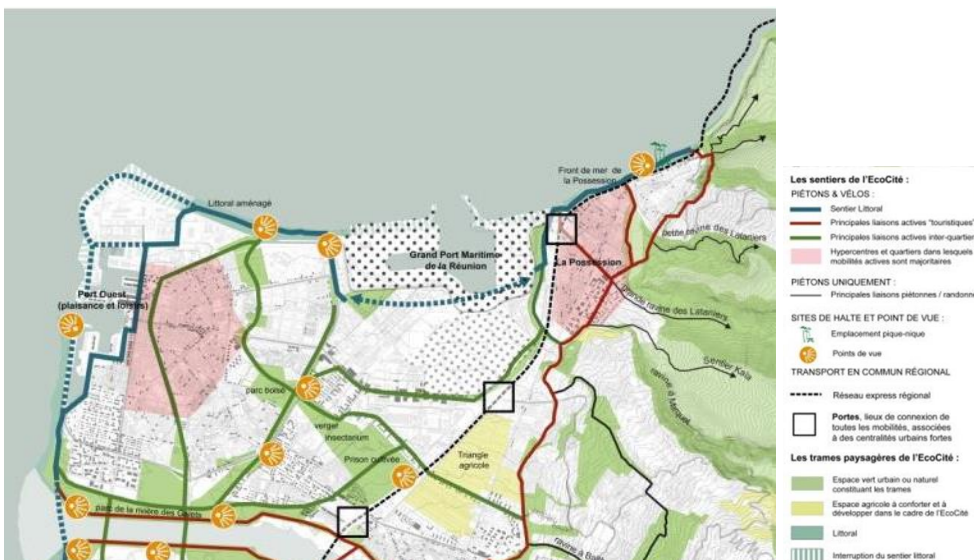 Front de mer de
la Possession
Littoral aménagé
Grand Port Maritime
de la Réunion
La Possession
Petite ravine des Lataniers
Port Ouest
(plaisance et loisirs)
Grande ravine des Lataniers
Sentier Kala
ravine à Marquet
parc boisé
verger
insectarium
Prison cultivée
Triangle
agricole
parc de la rivière des Galets
ravine à
Les sentiers de l'EcoCité :
PIÉTONS & VÉLOS :
Sentier Littoral
Principales liaisons actives "touristiques
Principales liaisons actives inter-quartie
Hypercentres et quartiers dans lesquels
mobilités actives sont majoritaires
PIÉTONS UNIQUEMENT :
Principales liaisons piétonnes / randonn
SITES DE HALTE ET POINT DE VUE :
Emplacement pique-nique
Points de vue
TRANSPORT EN COMMUN RÉGIONAL
Réseau express régional
Portes, lieux de connexion de
toutes les mobilités, associées
à des centralités urbains fortes
Les trames paysagères de l'EcoCité :
Espace vert urbain ou naturel
constituant les trames
Espace agricole à conforter et à
développer dans le cadre de l'EcoCité
Littoral
Interruption du sentier littoral